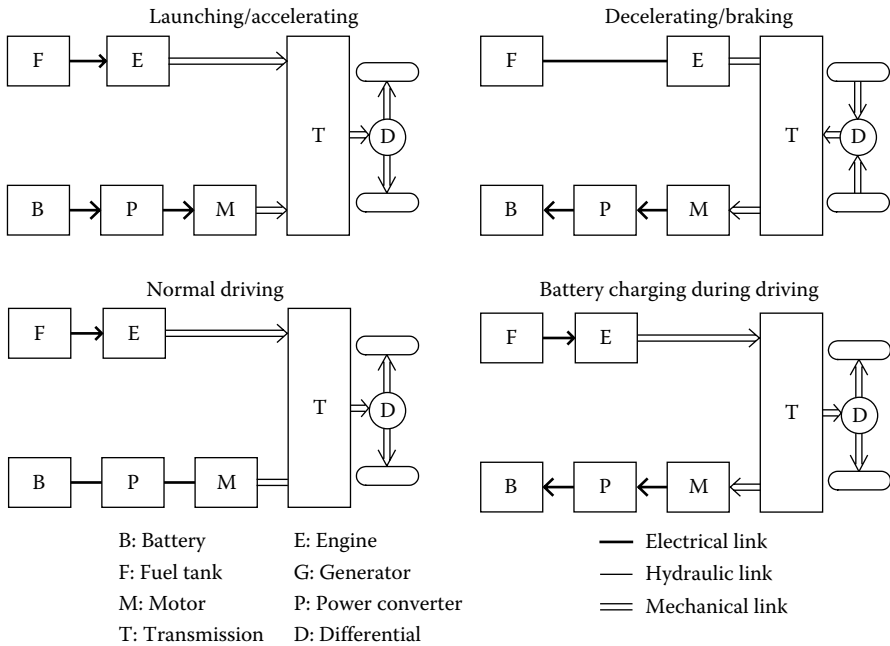 Launching/accelerating
F E
T
D
B P M
Decelerating/braking
F E
T
D
B P M
Normal driving
F E
T
D
B P M
Battery charging during driving
F E
T
D
B P M
B: Battery
F: Fuel tank
M: Motor
T: Transmission
E: Engine
G: Generator
P: Power converter
D: Differential
Electrical link
Hydraulic link
Mechanical link